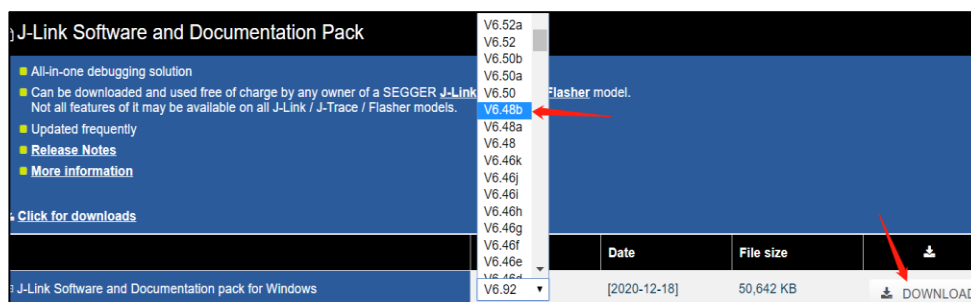 J-Link Software and Documentation Pack
All-in-one debugging solution
Can be downloaded and used free of charge by any owner of a SEGGER J-Link Flasher model.
Not all features of it may be available on all J-Link / J-Trace / Flasher models.
Updated frequently
Release Notes
More information
Click for downloads
V6.52a
V6.52
V6.50b
V6.50a
V6.50
V6.48b
V6.48a
V6.48
V6.46k
V6.46j
V6.46i
V6.46h
V6.46g
V6.46f
V6.46e
V6.46d
Date File size
J-Link Software and Documentation pack for Windows V6.92 [2020-12-18] 50,642 KB DOWNLOAD